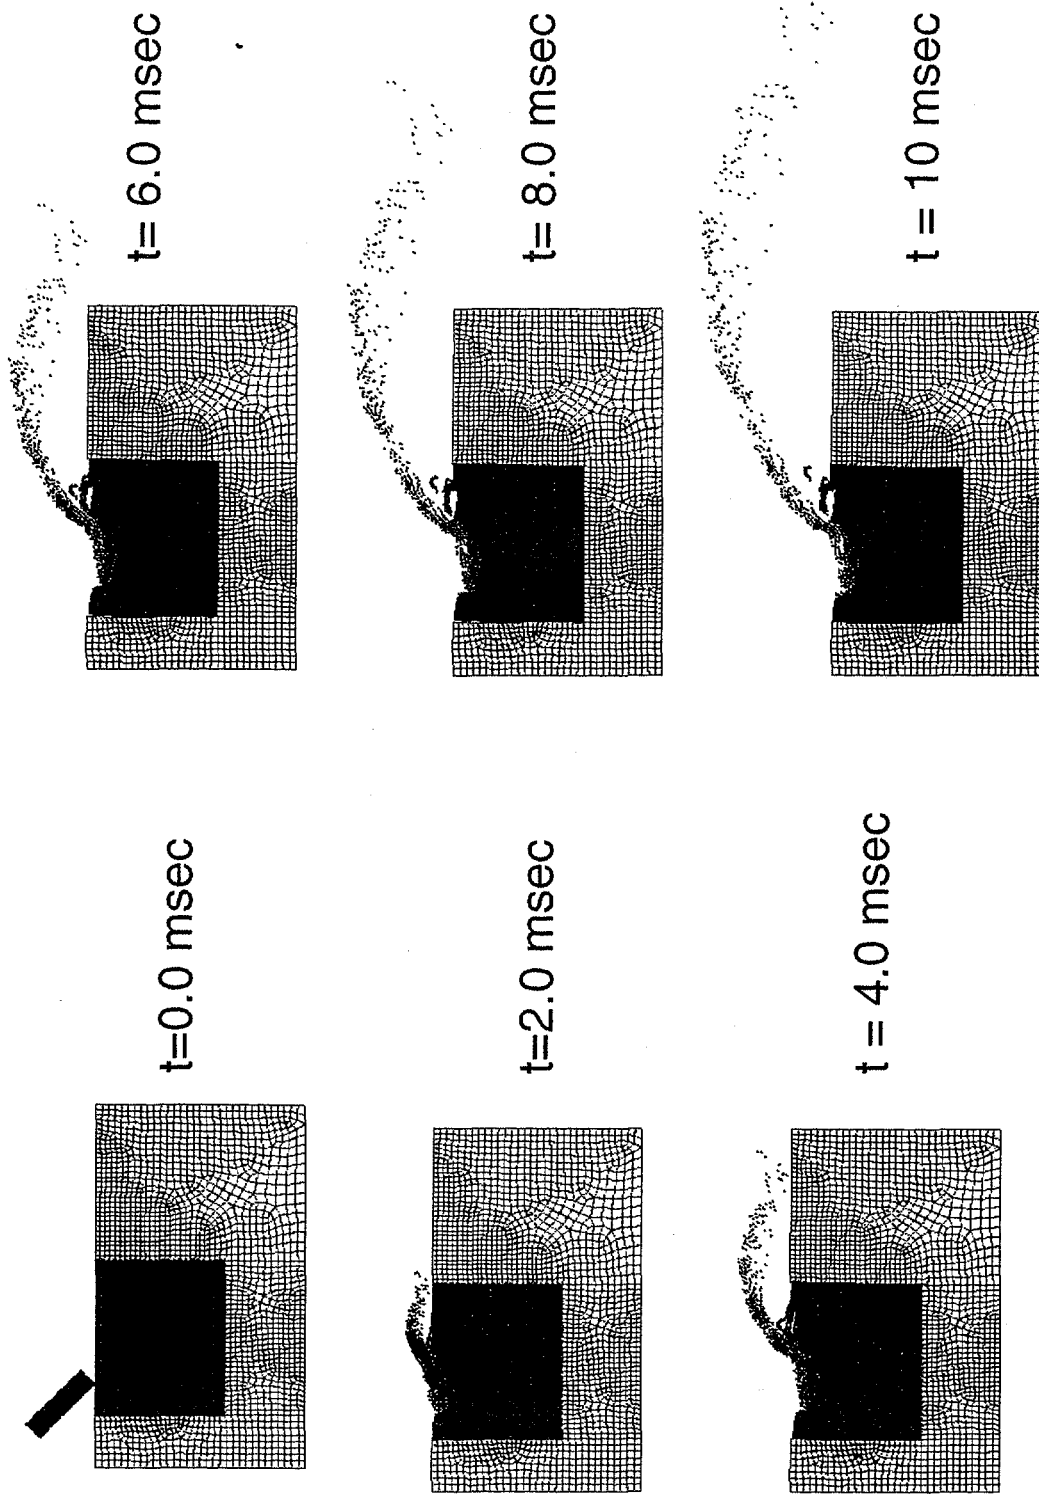 t=0.0 msec
t=2.0 msec
t = 4.0 msec
t= 6.0 msec
t= 8.0 msec
t = 10 msec